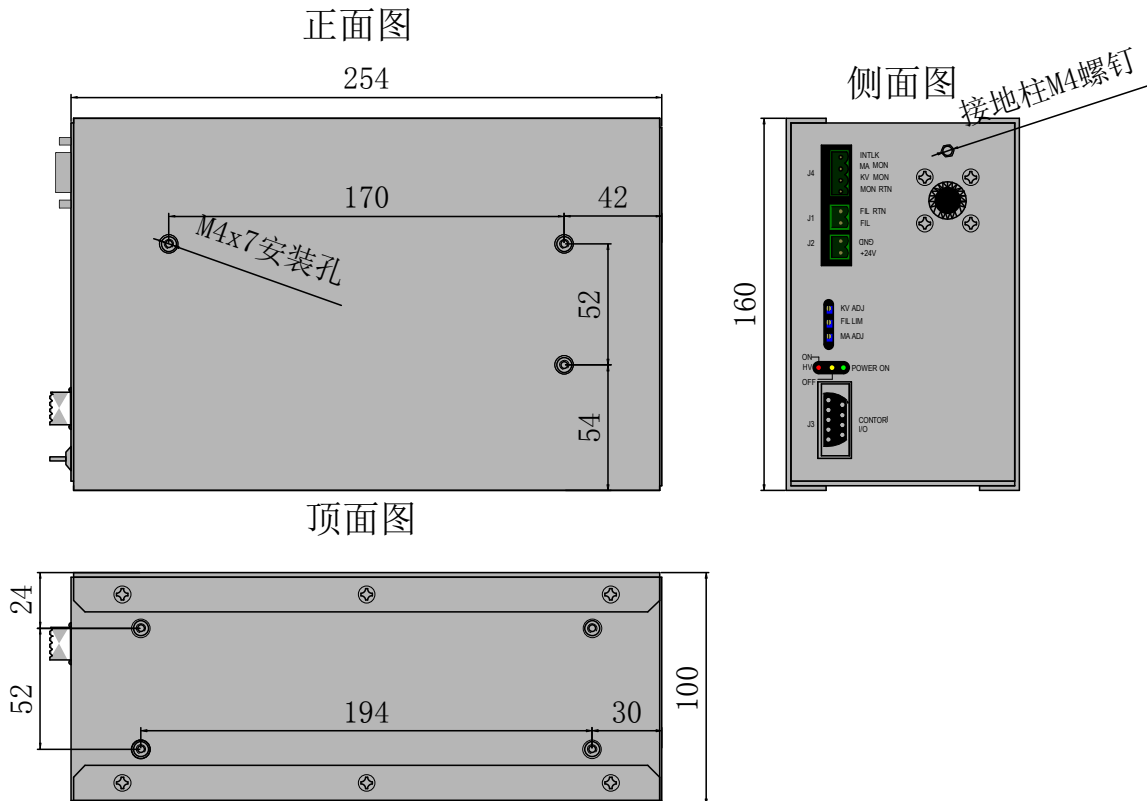 正面图
254
170
42
M4x7安装孔
52
54
侧面图
接地柱M4螺钉
160
J4
INTLK
MA MON
KV MON
MON RTN
J1
FIL RTN
FIL
J2
GND
+24V
KV ADJ
FIL LIM
MA ADJ
ON
HV
POWER ON
OFF
J3
CONTORl
I/O
顶面图
24
52
194
30
100